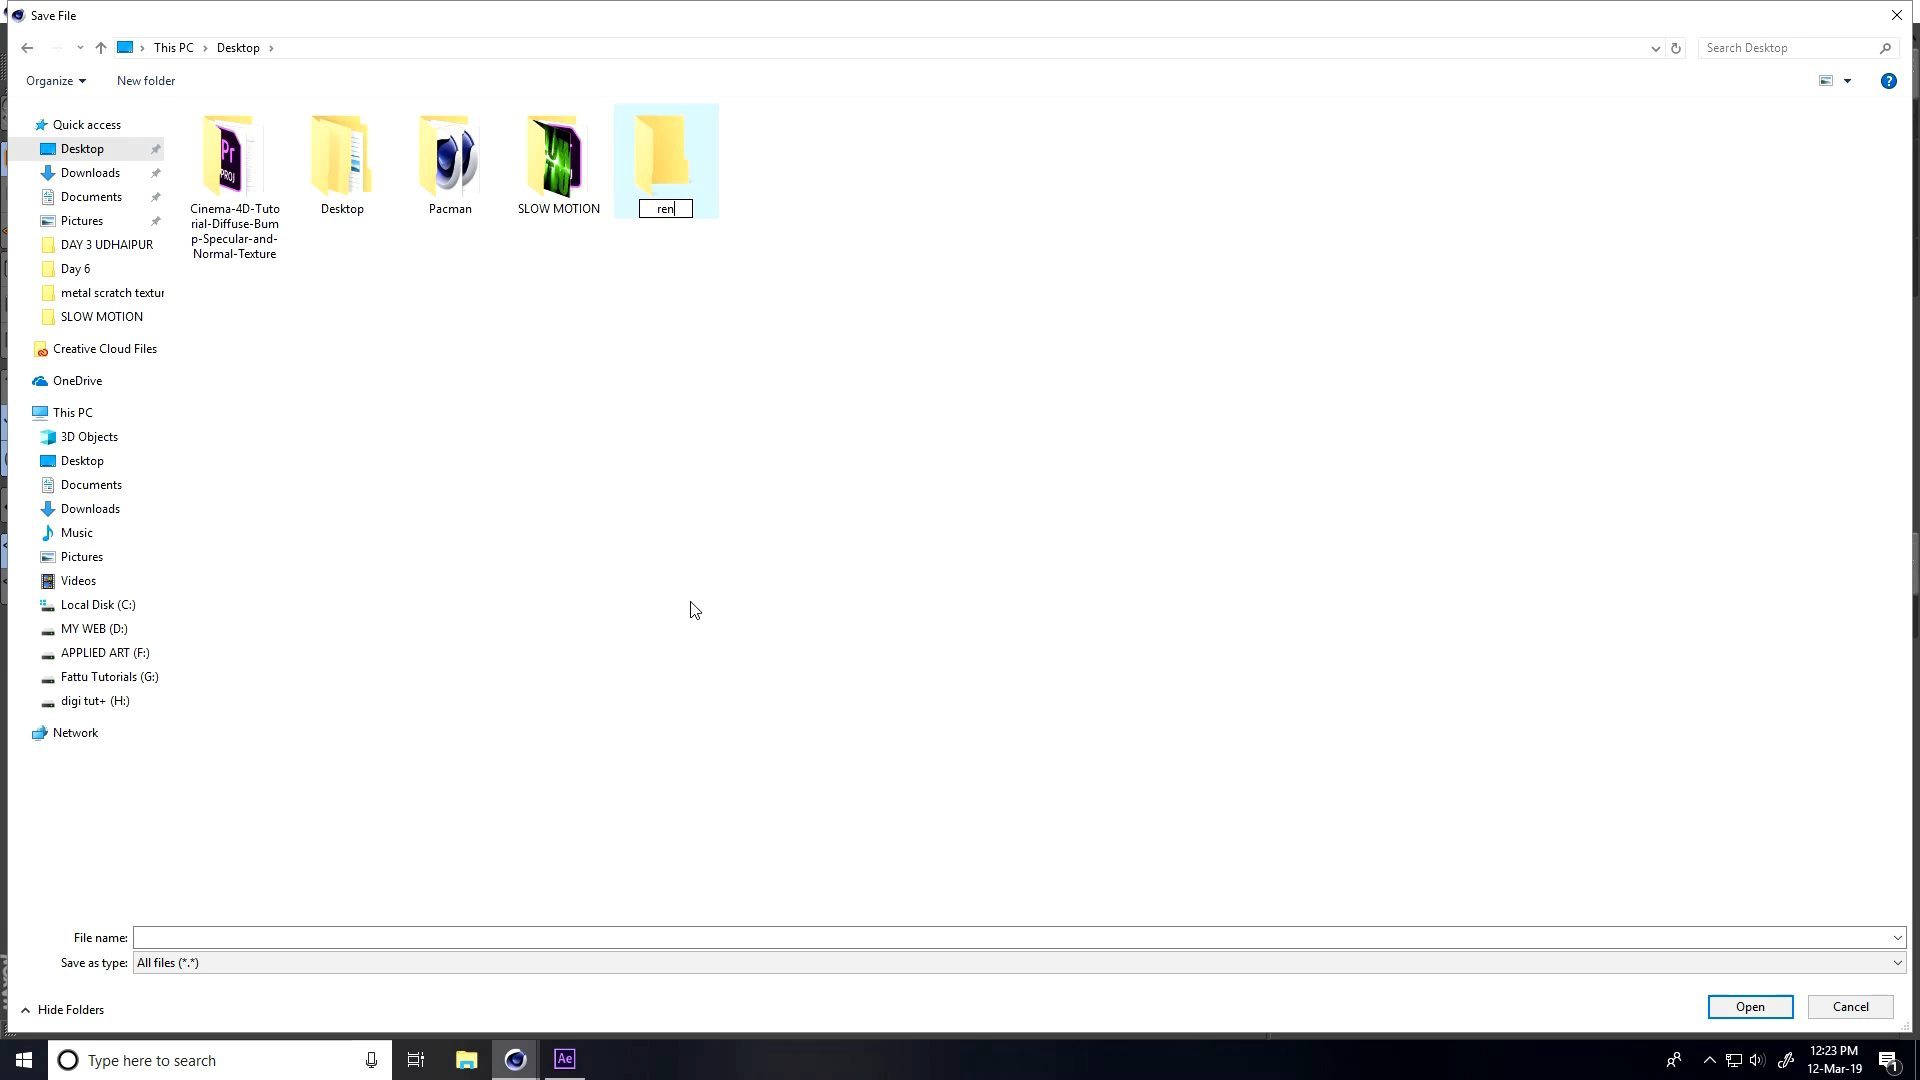 Save File
This PC
Desktop
Search Desktop
Organize
New folder
Quick access
Desktop
Downloads
Documents
Pictures
DAY 3 UDHAIPUR
Day 6
metal scratch textur
SLOW MOTION
Creative Cloud Files
OneDrive
This PC
3D Objects
Desktop
Documents
Downloads
Music
Pictures
Videos
Local Disk (C:)
MY WEB (D:)
APPLIED ART (F:)
Fattu Tutorials (G:)
digi tut+ (H:)
Network
Pr
PROJ
Cinema-4D-Tuto
rial-Diffuse-Bum
p-Specular-and-
Normal-Texture
Desktop
Pacman
SLOW MOTION
ren
File name:
Save as type: All files (*.*)
Hide Folders
Open
Cancel
Type here to search
Ae
12:23 PM
12-Mar-19
1